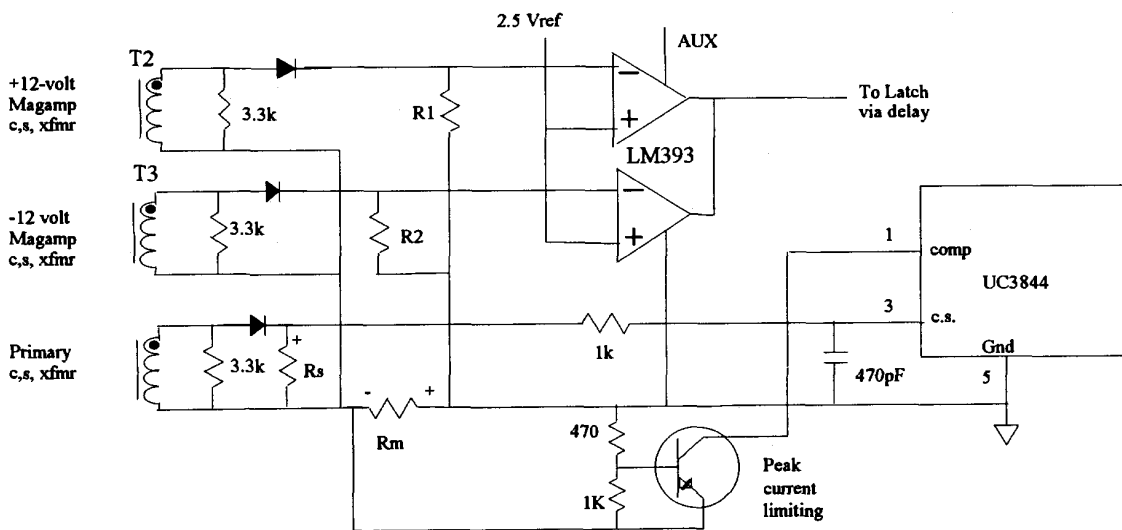 2.5 Vref
AUX
T2
+12-volt
Magamp
c,s, xfmr
3.3k
R1
−
+
To Latch
via delay
LM393
T3
-12 volt
Magamp
c,s, xfmr
3.3k
R2
−
+
1
comp
UC3844
3
c.s.
1k
Primary
c,s, xfmr
3.3k
+
Rs
Gnd
5
470pF
-
+
Rm
470
1K
Peak
current
limiting